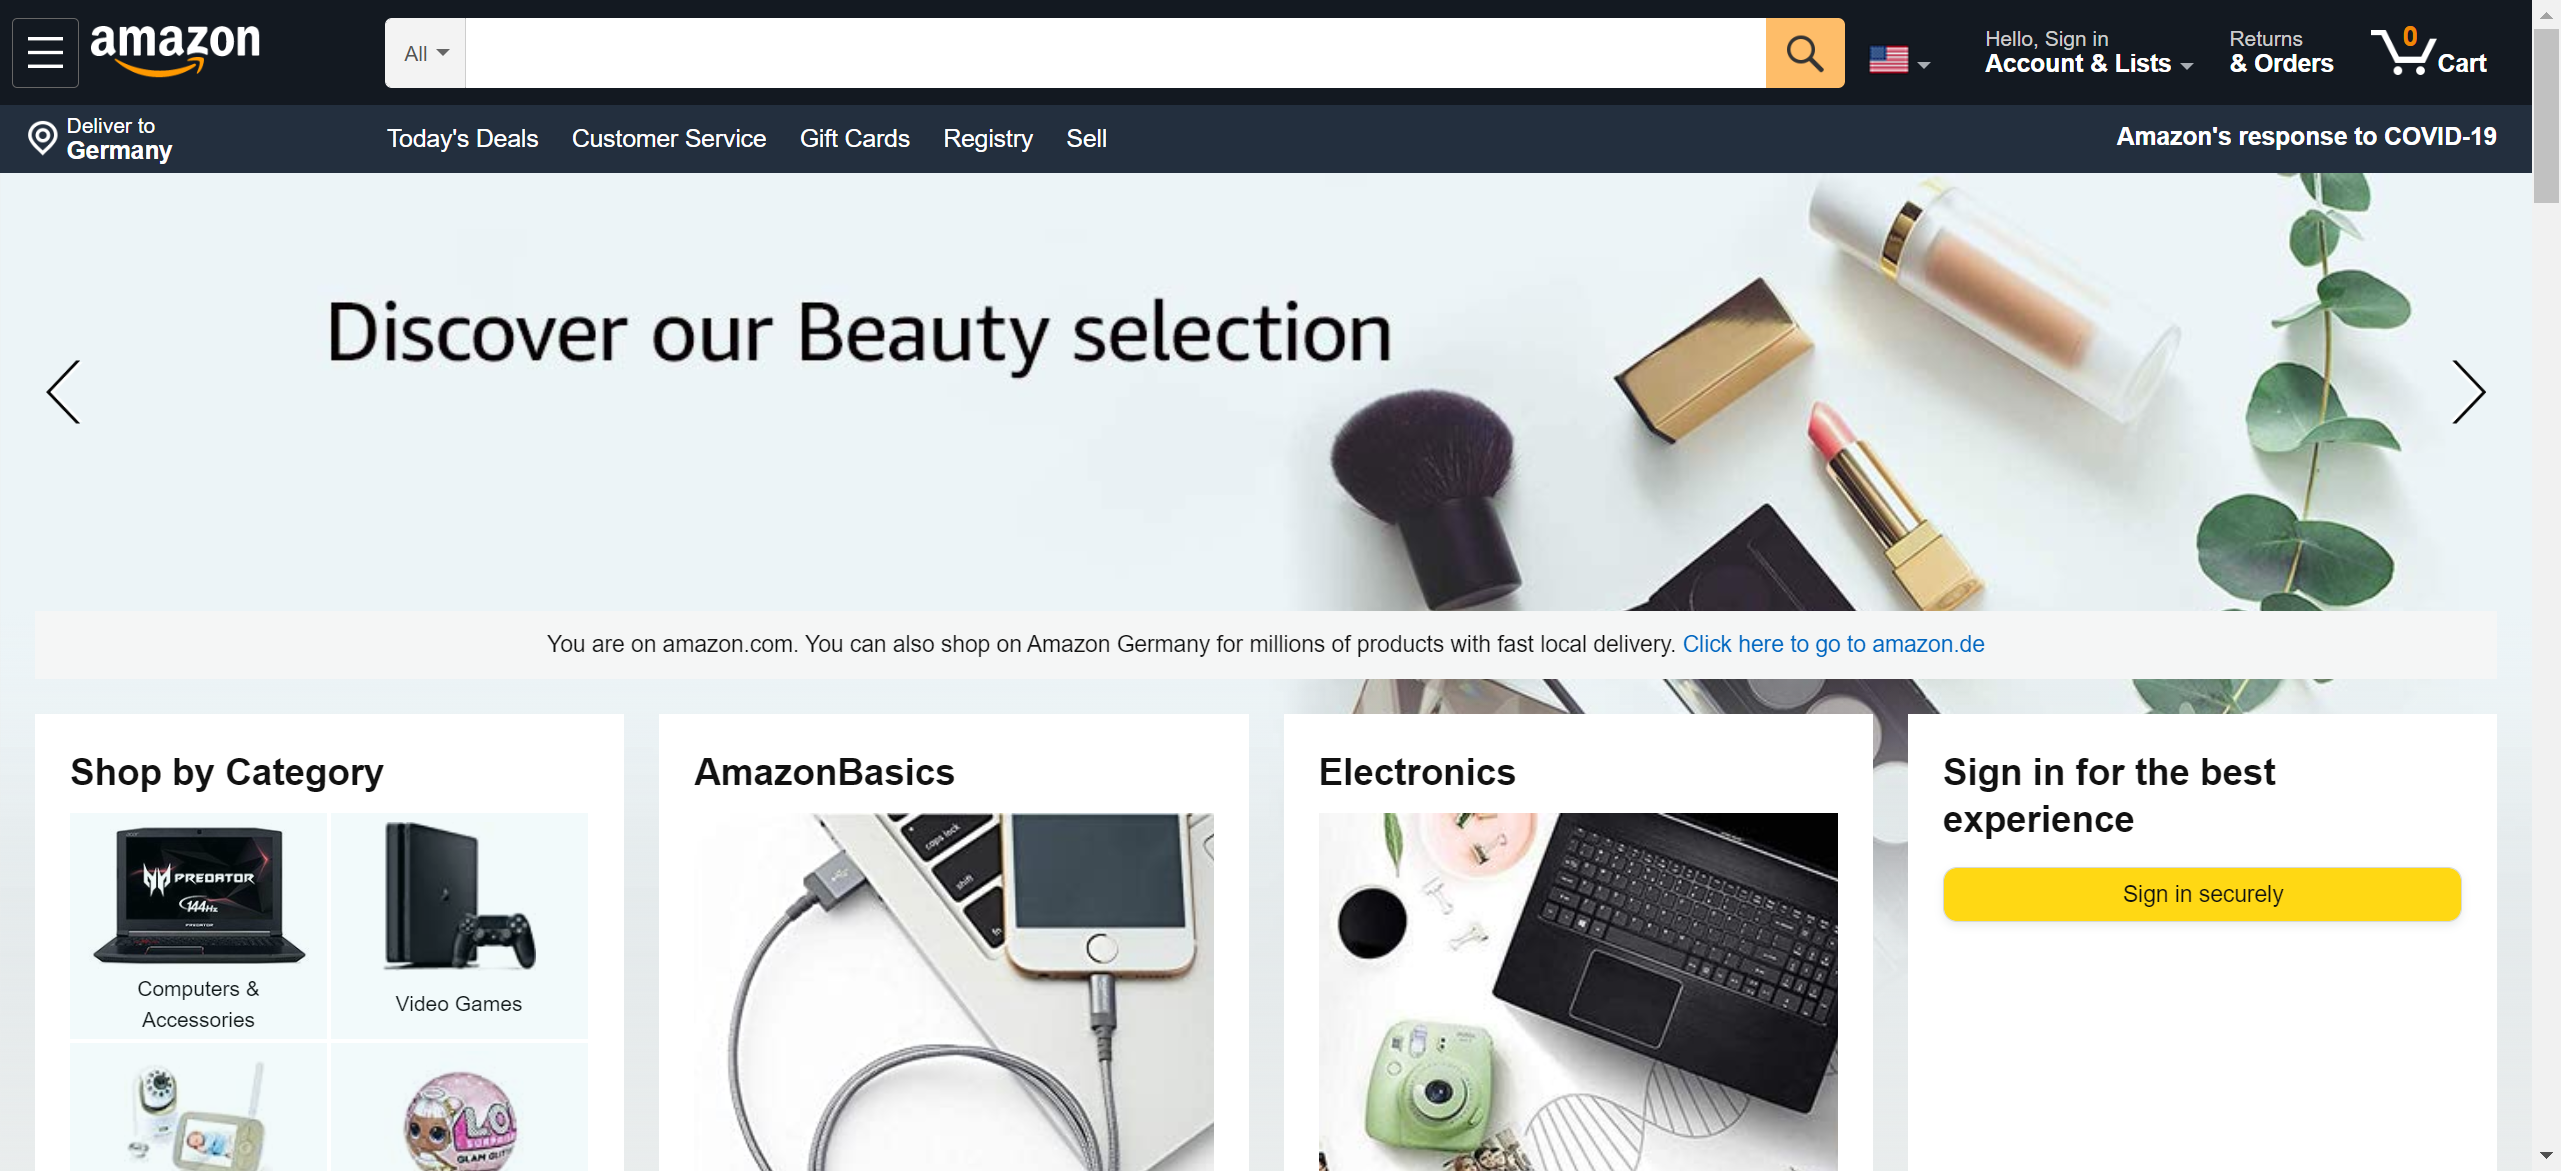 amazon
All
Hello, Sign in
Account & Lists
Returns
& Orders
0
Cart
Deliver to
Germany
Today's Deals
Customer Service
Gift Cards
Registry
Sell
Amazon's response to COVID-19
Discover our Beauty selection
You are on amazon.com. You can also shop on Amazon Germany for millions of products with fast local delivery. Click here to go to amazon.de
Shop by Category
PREDATOR
144Hz
PREDATOR
Computers &
Accessories
Video Games
L.O.
SURPRISE
AmazonBasics
caps lock
shift
fn
Electronics
Sign in for the best
experience
Sign in securely